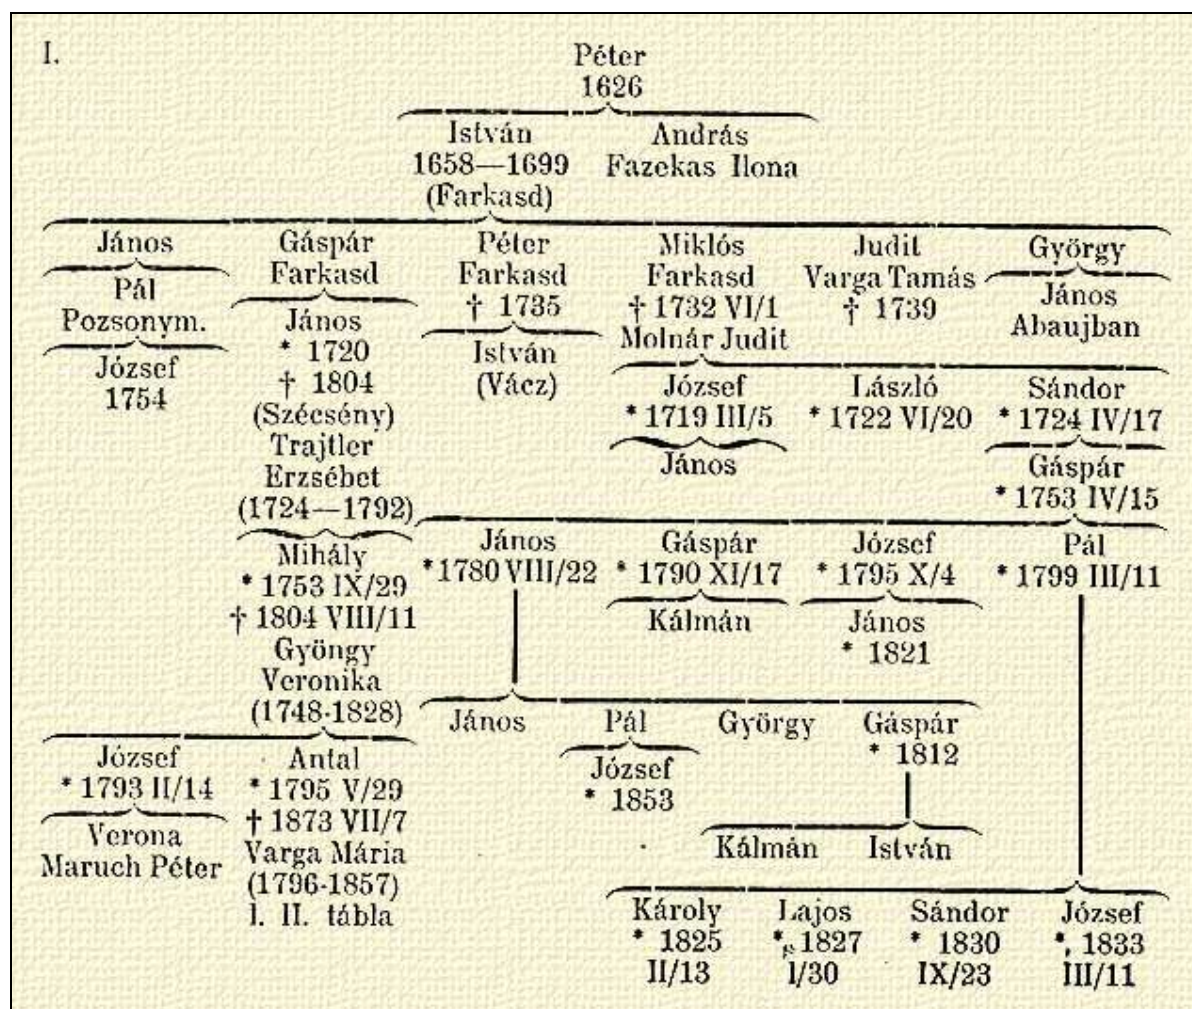 I.
Péter
1626
István
1658—1699
(Farkasd)
András
Fazekas Ilona
János
Pál
Pozsonym.
József
1754
Gáspár
Farkasd
János
* 1720
† 1804
(Szécsény)
Trajtler
Erzsébet
(1724—1792)
Mihály
* 1753 IX/29
† 1804 VIII/11
Gyöngy
Veronika
(1748-1828)
József
* 1793 II/14
Verona
Maruch Péter
Antal
* 1795 V/29
† 1873 VII/7
Varga Mária
(1796-1857)
l. II. tábla
Péter
Farkasd
† 1735
István
(Vácz)
Miklós
Farkasd
† 1732 VI/1
Molnár Judit
Judit
Varga Tamás
† 1739
György
János
Abaujban
József
* 1719 III/5
János
László
* 1722 VI/20
Sándor
* 1724 IV/17
Gáspár
* 1753 IV/15
János
*1780 VIII/22
Gáspár
* 1790 XI/17
Kálmán
József
* 1795 X/4
János
* 1821
Pál
* 1799 III/11
János
Pál
József
* 1853
György
Gáspár
* 1812
Kálmán
István
Károly
* 1825
II/13
Lajos
* 1827
I/30
Sándor
* 1830
IX/23
József
* 1833
III/11